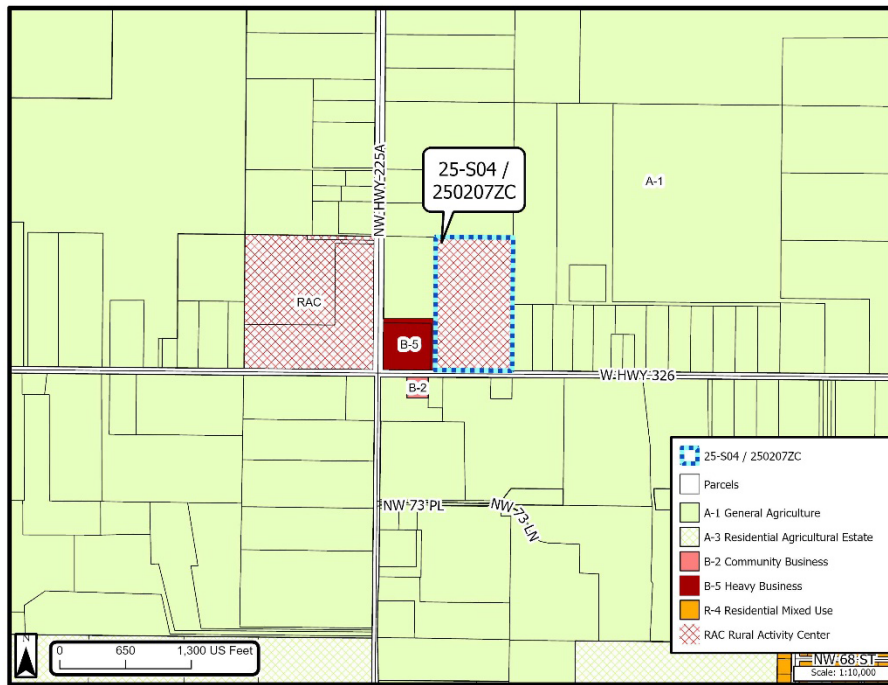 NW HWY 225A
25-S04 /
250207ZC
A-1
RAC
B-5
W HWY 326
B-2
NW 73 PL
NW 73 LN
25-S04 / 250207ZC
Parcels
A-1 General Agriculture
A-3 Residential Agricultural Estate
B-2 Community Business
B-5 Heavy Business
R-4 Residential Mixed Use
RAC Rural Activity Center
N
0 650 1,300 US Feet
NW 68 ST
Scale: 1:10,000